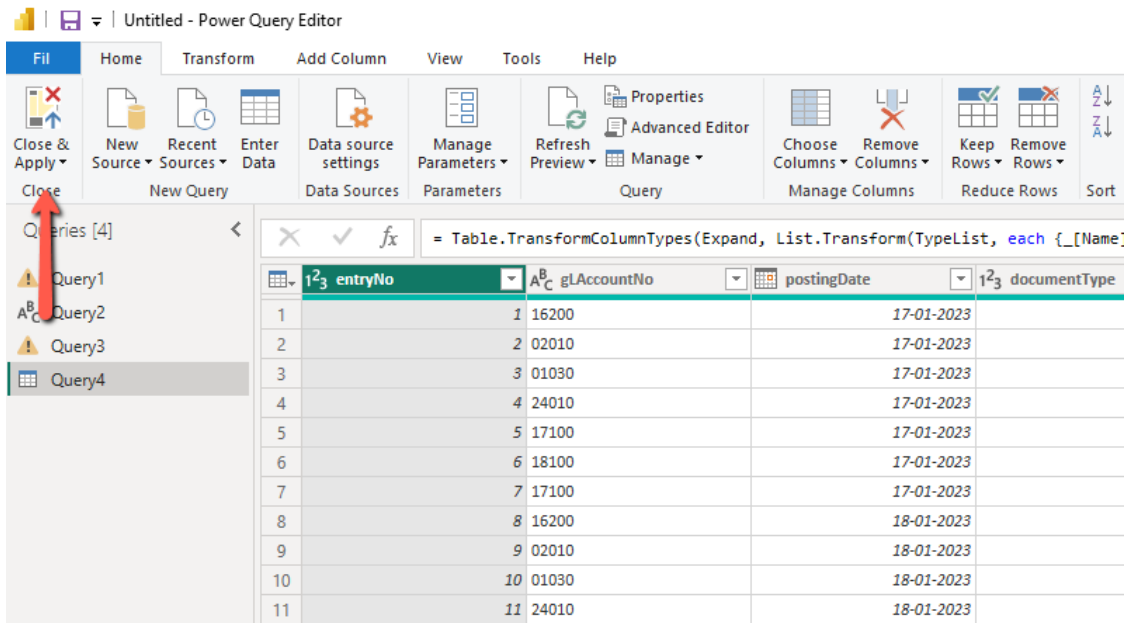 Untitled - Power Query Editor
Fil Home Transform Add Column View Tools Help
Close & Apply New Source Recent Sources Enter Data Data source settings Manage Parameters Refresh Preview Properties Advanced Editor Manage Choose Columns Remove Columns Keep Rows Remove Rows
Close New Query Data Sources Parameters Query Manage Columns Reduce Rows Sort
Queries [4]
fx = Table.TransformColumnTypes(Expand, List.Transform(TypeList, each {_[Name]
Query1
Query2
Query3
Query4
123 entryNo ABC gLAccountNo postingDate 123 documentType
1 1 16200 17-01-2023
2 2 02010 17-01-2023
3 3 01030 17-01-2023
4 4 24010 17-01-2023
5 5 17100 17-01-2023
6 6 18100 17-01-2023
7 7 17100 17-01-2023
8 8 16200 18-01-2023
9 9 02010 18-01-2023
10 10 01030 18-01-2023
11 11 24010 18-01-2023